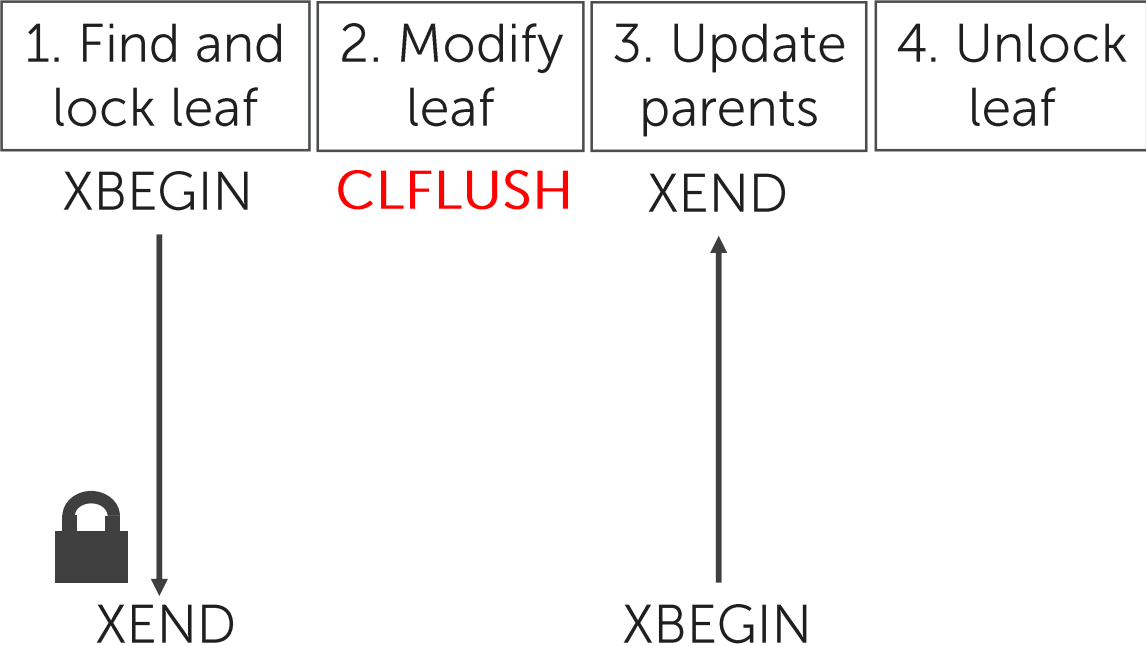 1. Find and
lock leaf
2. Modify
leaf
3. Update
parents
4. Unlock
leaf
XBEGIN
CLFLUSH
XEND
XEND
XBEGIN